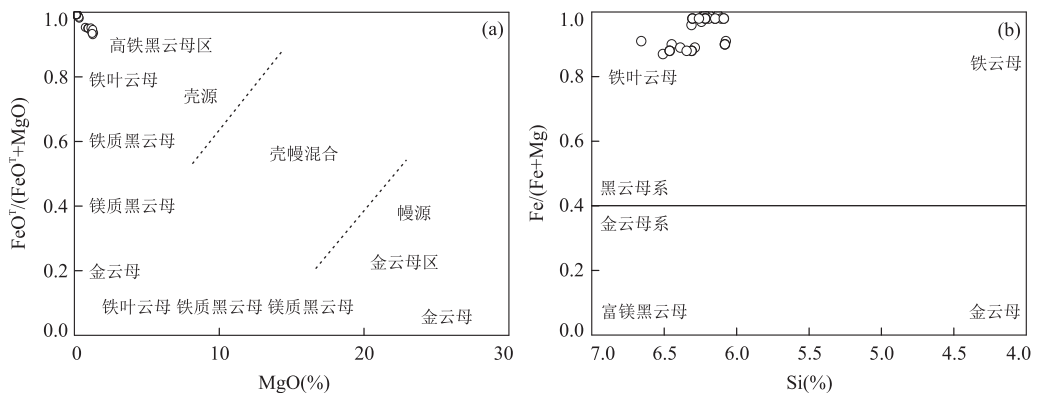 (a)
FeOᵀ/(FeOᵀ+MgO)
1.0
0.8
0.6
0.4
0.2
0.0
高铁黑云母区
铁叶云母
壳源
铁质黑云母
壳幔混合
镁质黑云母
幔源
金云母区
金云母
铁叶云母 铁质黑云母 镁质黑云母
金云母
0 10 20 30
MgO(%)
(b)
Fe/(Fe+Mg)
1.0
0.8
0.6
0.4
0.2
0.0
铁云母
铁叶云母
黑云母系
金云母系
富镁黑云母 金云母
7.0 6.5 6.0 5.5 5.0 4.5 4.0
Si(%)